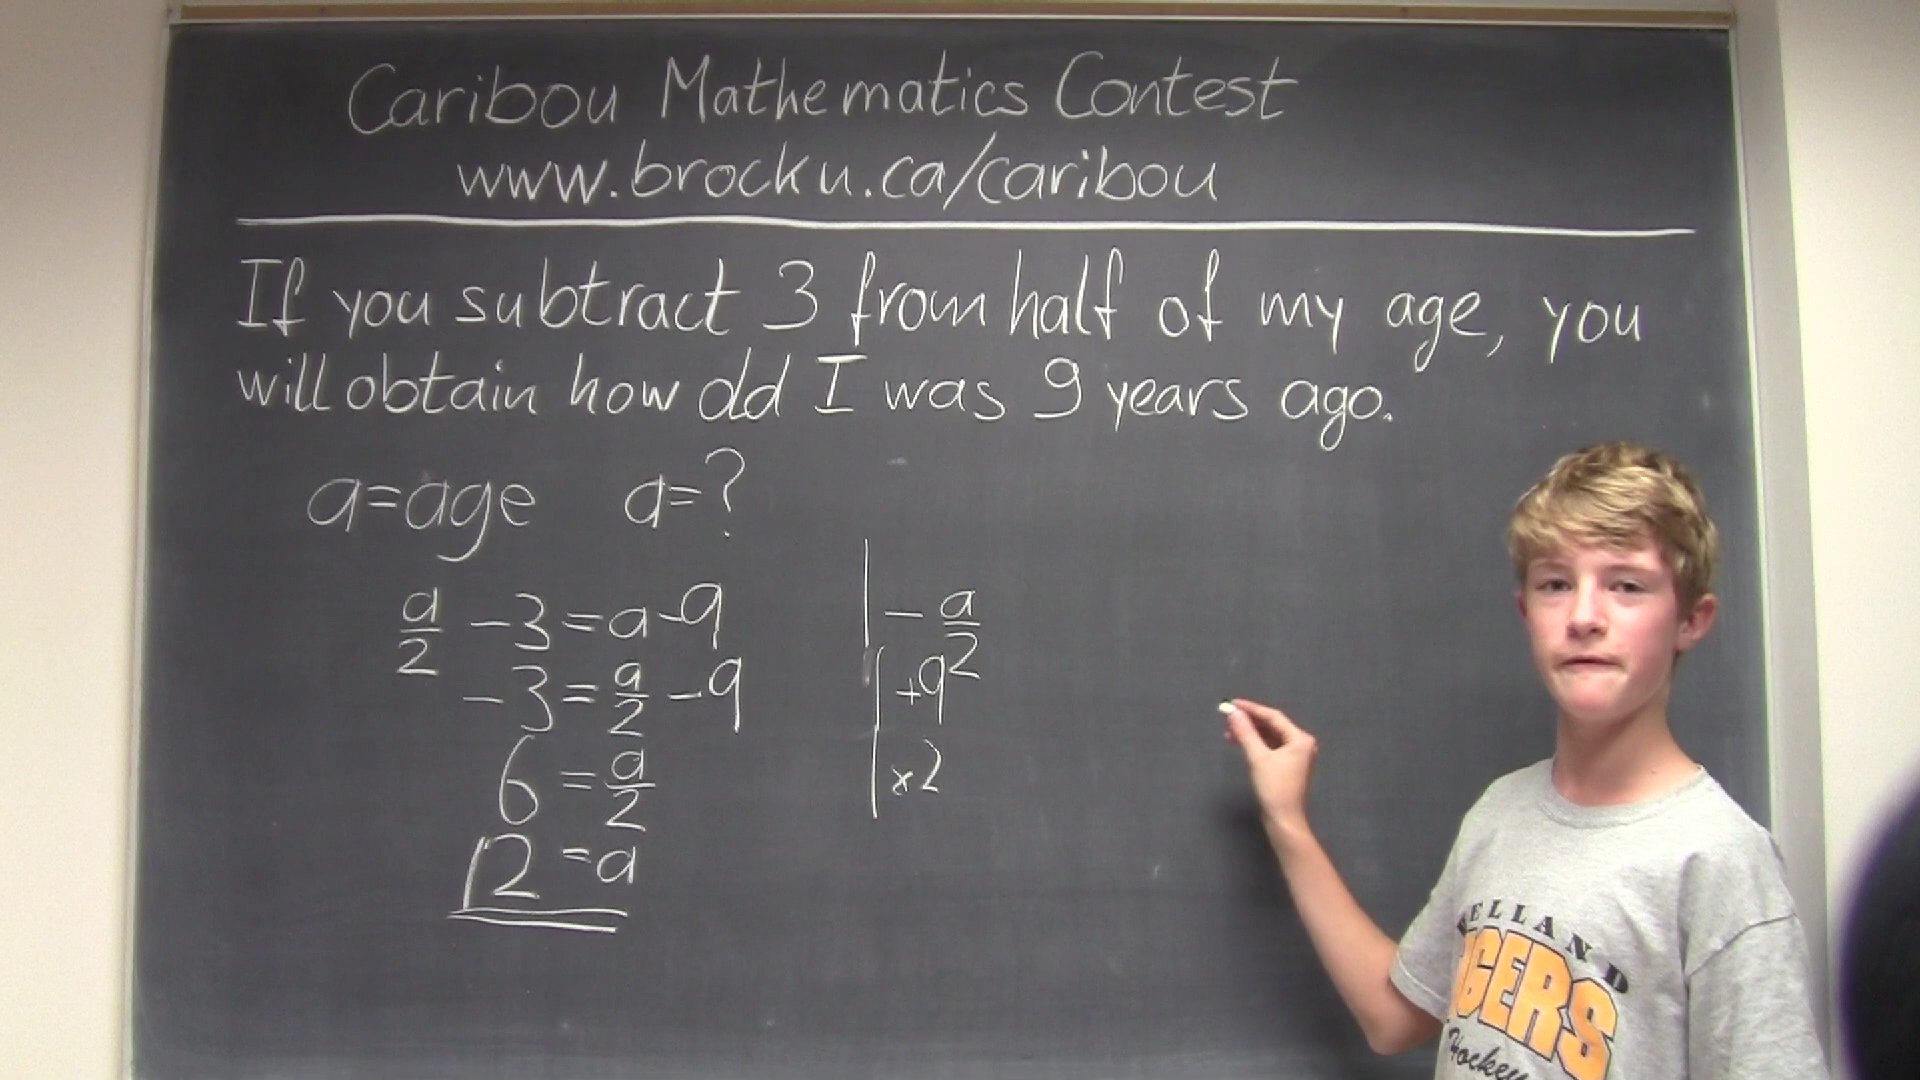 Caribou Mathematics Contest
www.brocku.ca/caribou
If you subtract 3 from half of my age, you
will obtain how old I was 9 years ago.
a=age a=?
a/2 -3=a-9 | - a/2
-3=a/2-9 | +9
6=a/2 | ×2
12=a
ELLAND
GERS
Hockey